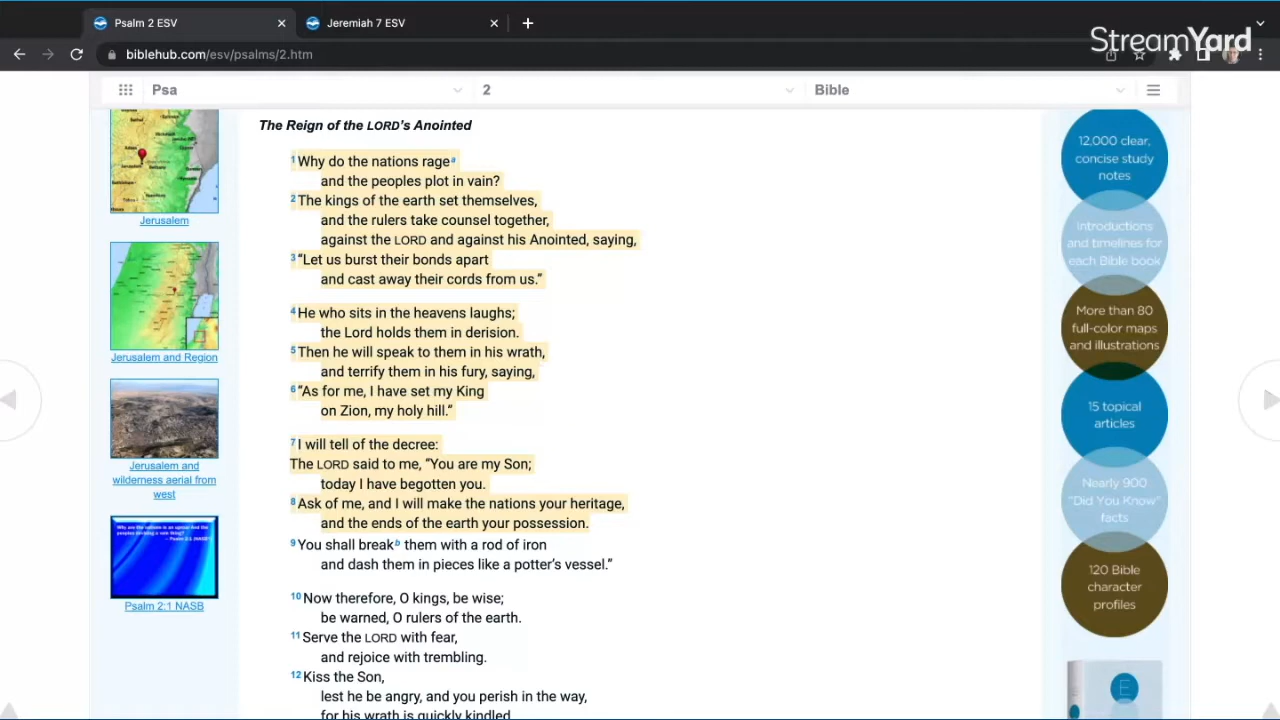 Psalm 2 ESV
Jeremiah 7 ESV
StreamYard
biblehub.com/esv/psalms/2.htm
Psa
2
Bible
The Reign of the LORD's Anointed
1 Why do the nations rage a
and the peoples plot in vain?
2 The kings of the earth set themselves,
and the rulers take counsel together,
against the LORD and against his Anointed, saying,
3 “Let us burst their bonds apart
and cast away their cords from us.”
4 He who sits in the heavens laughs;
the Lord holds them in derision.
5 Then he will speak to them in his wrath,
and terrify them in his fury, saying,
6 “As for me, I have set my King
on Zion, my holy hill.”
7 I will tell of the decree:
The LORD said to me, “You are my Son;
today I have begotten you.
8 Ask of me, and I will make the nations your heritage,
and the ends of the earth your possession.
9 You shall break b them with a rod of iron
and dash them in pieces like a potter’s vessel.”
10 Now therefore, O kings, be wise;
be warned, O rulers of the earth.
11 Serve the LORD with fear,
and rejoice with trembling.
12 Kiss the Son,
lest he be angry, and you perish in the way,
for his wrath is quickly kindled.
Jerusalem
Jerusalem and Region
Jerusalem and
wilderness aerial from
west
Psalm 2:1 NASB
12,000 clear,
concise study
notes
Introductions
and timelines for
each Bible book
More than 80
full-color maps
and illustrations
15 topical
articles
Nearly 900
“Did You Know”
facts
120 Bible
character
profiles
E